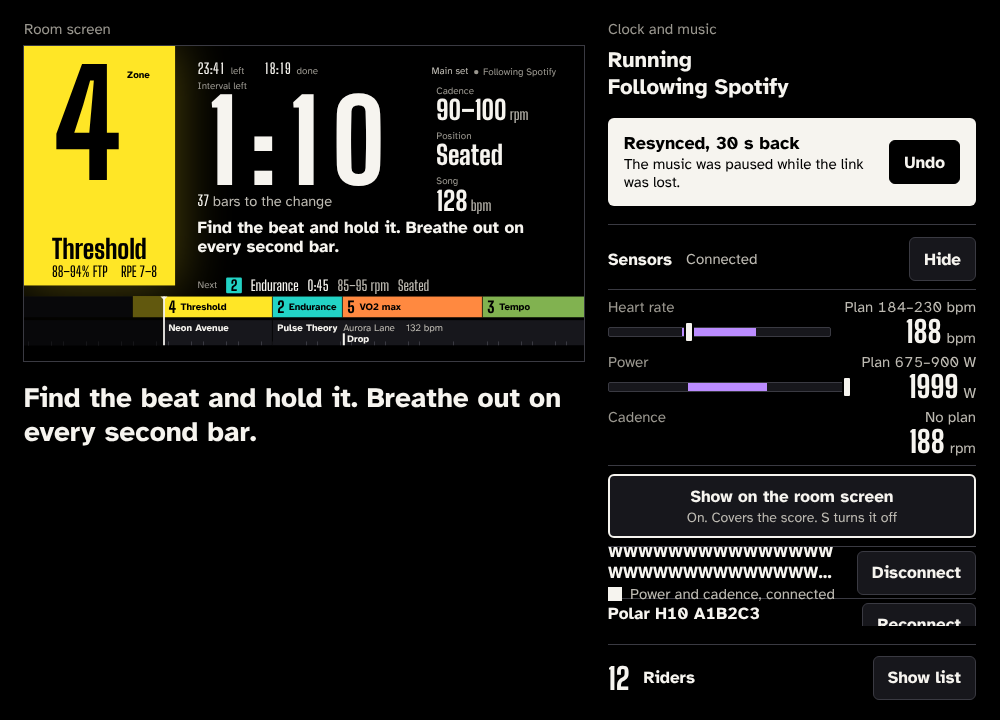 Room screen
4 Zone
Threshold
88–94% FTP RPE 7–8
23:41 left 18:19 done
Interval left
1:10
37 bars to the change
Main set • Following Spotify
Cadence
90–100 rpm
Position
Seated
Song
128 bpm
Find the beat and hold it. Breathe out on
every second bar.
Next 2 Endurance 0:45 85–95 rpm Seated
4 Threshold 2 Endurance 5 VO2 max 3 Tempo
Neon Avenue Pulse Theory Aurora Lane 132 bpm
Drop
Find the beat and hold it. Breathe out on
every second bar.
Clock and music
Running
Following Spotify
Resynced, 30 s back
The music was paused while the link
was lost.
Undo
Sensors Connected Hide
Heart rate Plan 184–230 bpm
188 bpm
Power Plan 675–900 W
1999 W
Cadence No plan
188 rpm
Show on the room screen
On. Covers the score. S turns it off
WWWWWWWWWWWWWWW
WWWWWWWWWWWWWW…
Disconnect
Power and cadence, connected
Polar H10 A1B2C3 Reconnect
12 Riders Show list